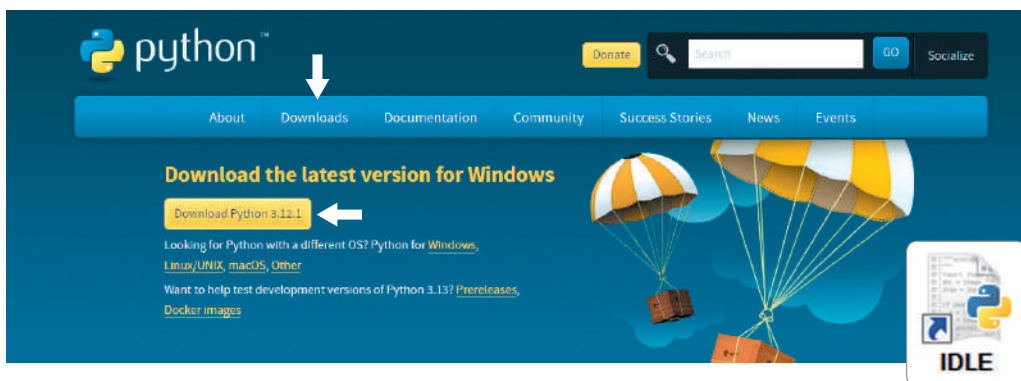 python™
Donate
Search
GO
Socialize
About Downloads Documentation Community Success Stories News Events
Download the latest version for Windows
Download Python 3.12.1
Looking for Python with a different OS? Python for Windows,
Linux/UNIX, macOS, Other
Want to help test development versions of Python 3.13? Prereleases,
Docker images
IDLE